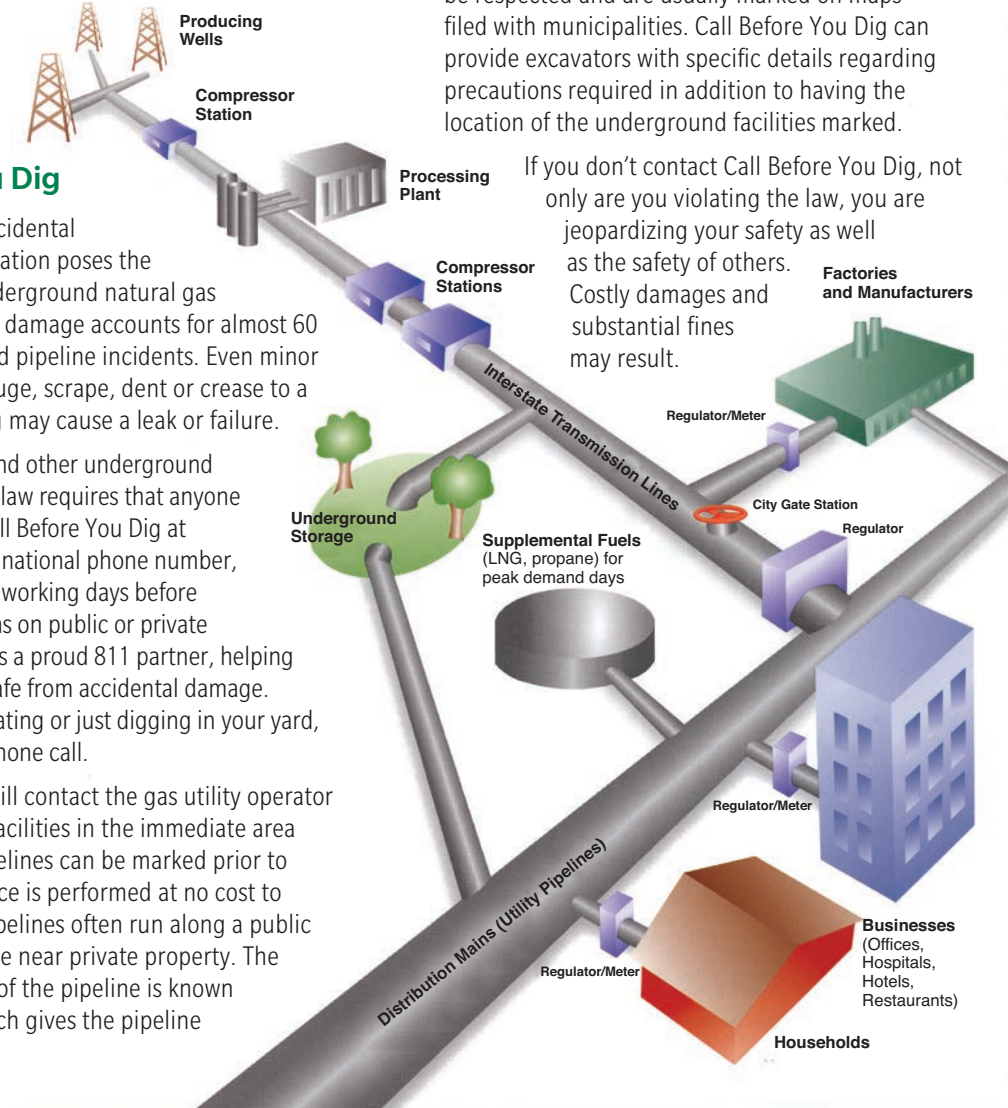 u Dig
cidental
ation poses the
derground natural gas
damage accounts for almost 60
d pipeline incidents. Even minor
uge, scrape, dent or crease to a
g may cause a leak or failure.
nd other underground
law requires that anyone
ll Before You Dig at
national phone number,
working days before
ns on public or private
s a proud 811 partner, helping
afe from accidental damage.
ating or just digging in your yard,
hone call.
ill contact the gas utility operator
acilities in the immediate area
elines can be marked prior to
ce is performed at no cost to
ipelines often run along a public
e near private property. The
of the pipeline is known
ch gives the pipeline
be respected and are usually marked on maps
filed with municipalities. Call Before You Dig can
provide excavators with specific details regarding
precautions required in addition to having the
location of the underground facilities marked.
If you don’t contact Call Before You Dig, not
only are you violating the law, you are
jeopardizing your safety as well
as the safety of others.
Costly damages and
substantial fines
may result.
Producing
Wells
Compressor
Station
Processing
Plant
Compressor
Stations
Factories
and Manufacturers
Regulator/Meter
Interstate Transmission Lines
City Gate Station
Regulator
Underground
Storage
Supplemental Fuels
(LNG, propane) for
peak demand days
Regulator/Meter
Distribution Mains (Utility Pipelines)
Regulator/Meter
Businesses
(Offices,
Hospitals,
Hotels,
Restaurants)
Households